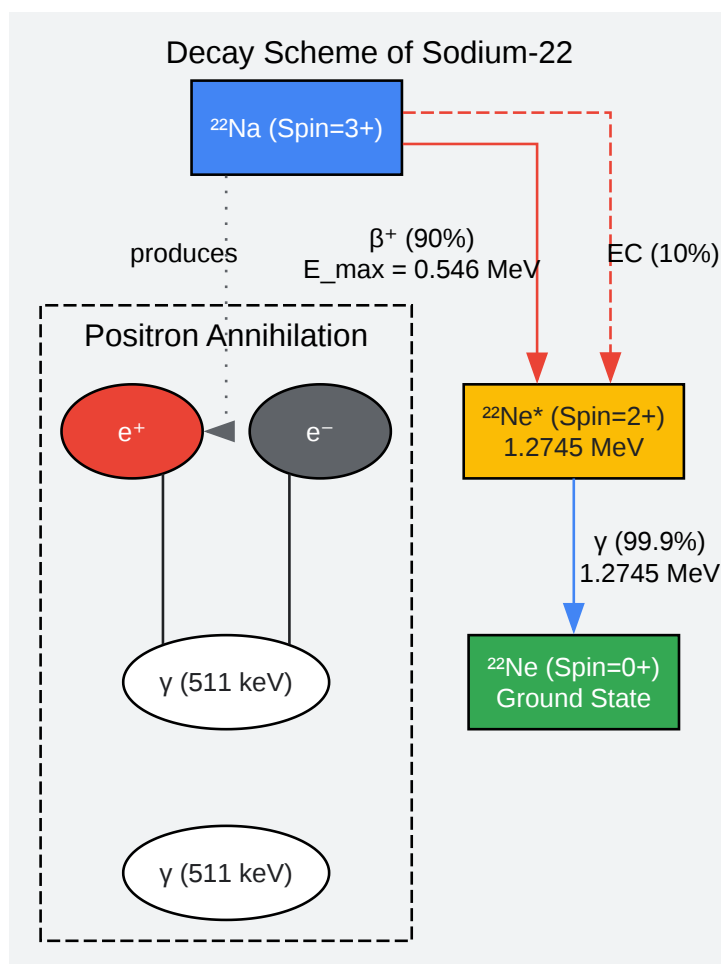 Decay Scheme of Sodium-22
²²Na (Spin=3+)
produces
β⁺ (90%)
E_max = 0.546 MeV
EC (10%)
Positron Annihilation
e⁺
e⁻
²²Ne* (Spin=2+)
1.2745 MeV
γ (99.9%)
1.2745 MeV
γ (511 keV)
²²Ne (Spin=0+)
Ground State
γ (511 keV)